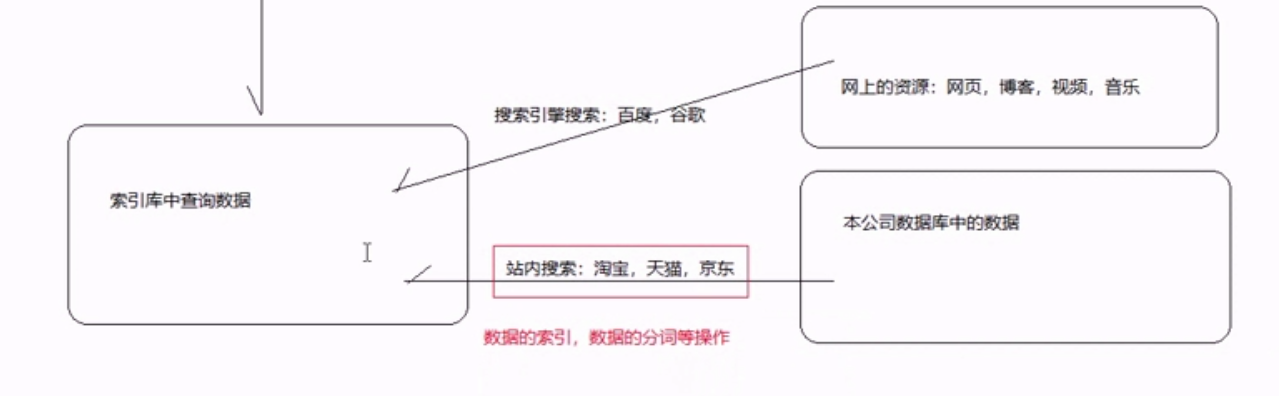 网上的资源：网页，博客，视频，音乐
搜索引擎搜索：百度，谷歌
索引库中查询数据
本公司数据库中的数据
站内搜索：淘宝，天猫，京东
数据的索引，数据的分词等操作